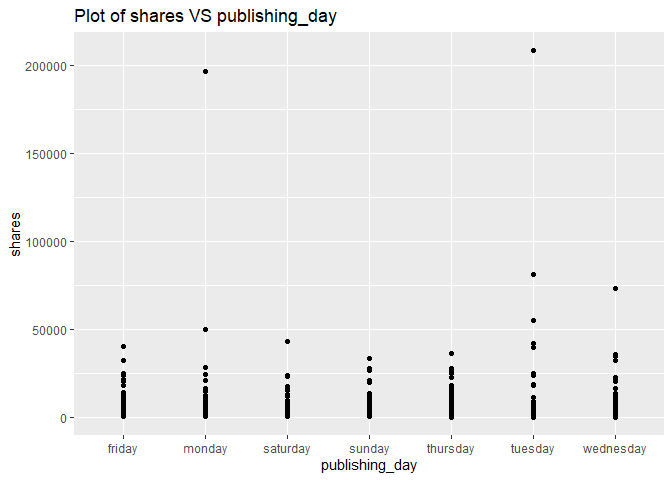 Plot of shares VS publishing_day
200000
150000
100000
50000
0
shares
friday monday saturday sunday thursday tuesday wednesday
publishing_day